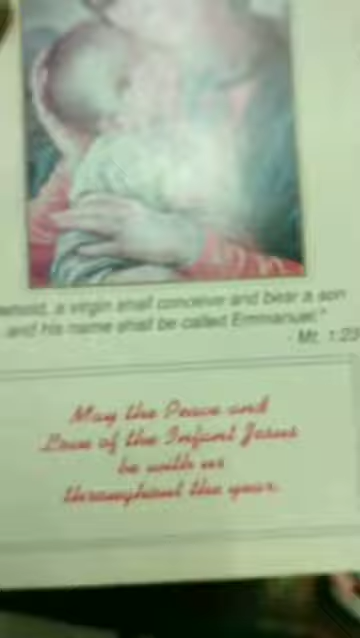 ehold, a virgin shall conceive and bear a son
and his name shall be called Emmanuel."
- Mt. 1:23
May the Peace and
Love of the Infant Jesus
be with us
throughout the year.